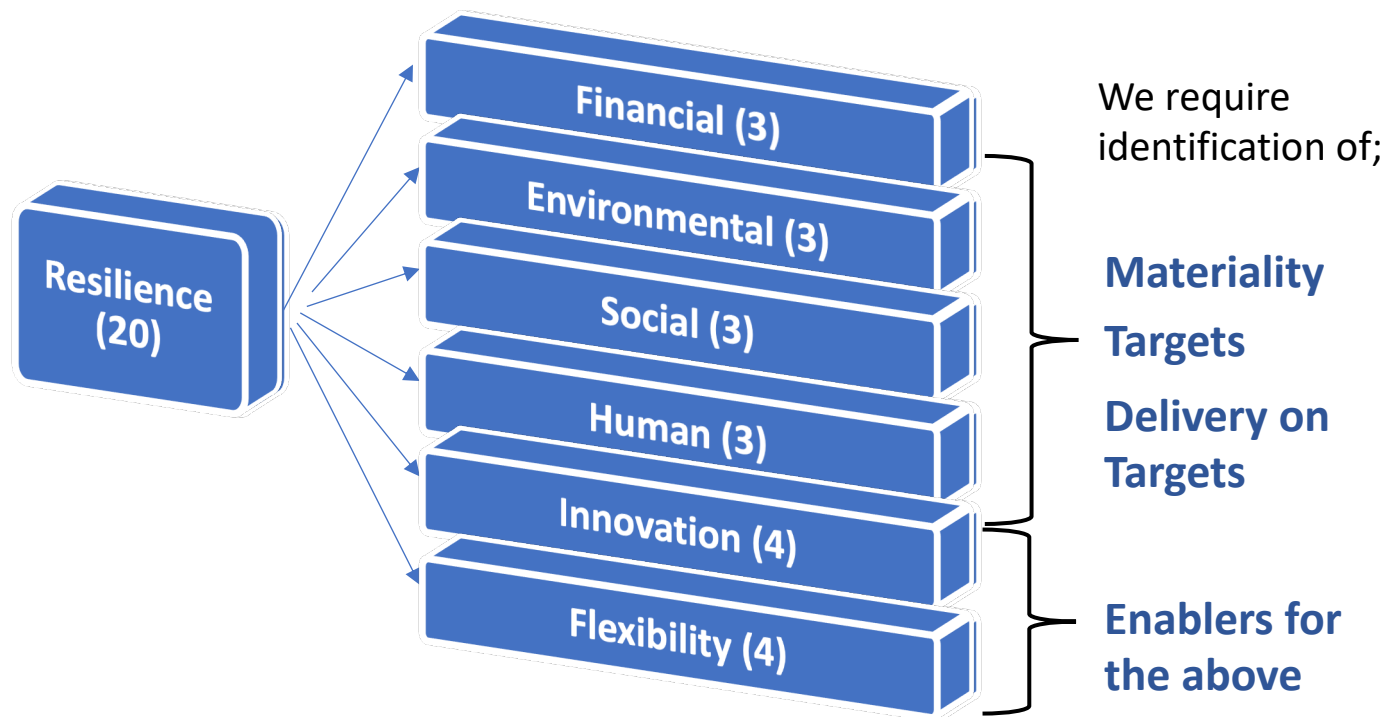 Resilience
(20)
Financial (3)
Environmental (3)
Social (3)
Human (3)
Innovation (4)
Flexibility (4)
We require
identification of;
Materiality
Targets
Delivery on
Targets
Enablers for
the above